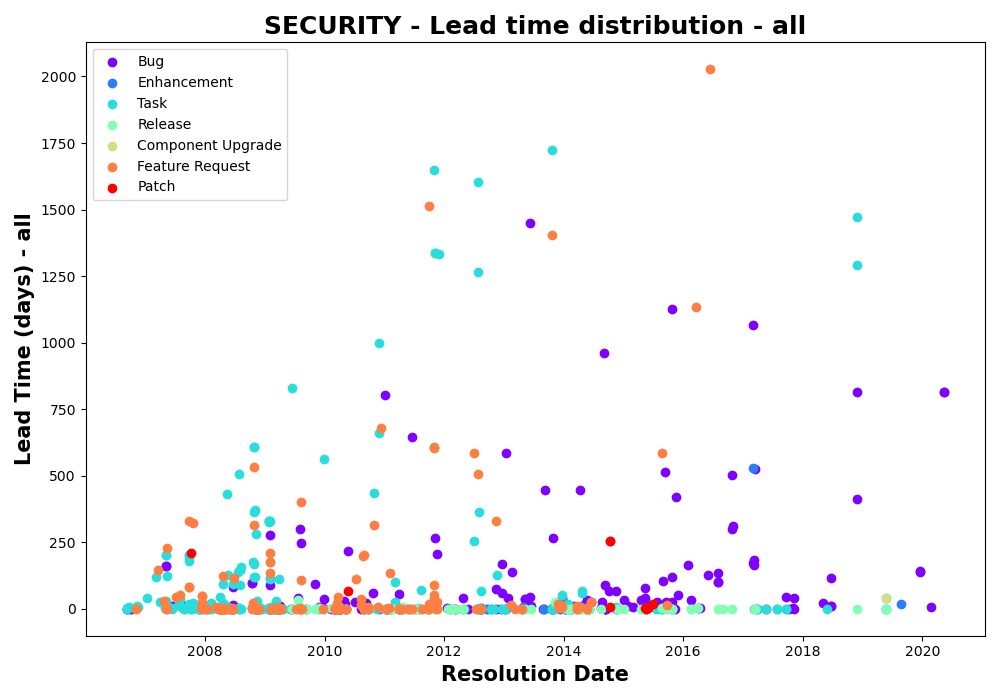 SECURITY - Lead time distribution - all
Bug
Enhancement
Task
Release
Component Upgrade
Feature Request
Patch
Lead Time (days) - all
2000
1750
1500
1250
1000
750
500
250
0
2008 2010 2012 2014 2016 2018 2020
Resolution Date